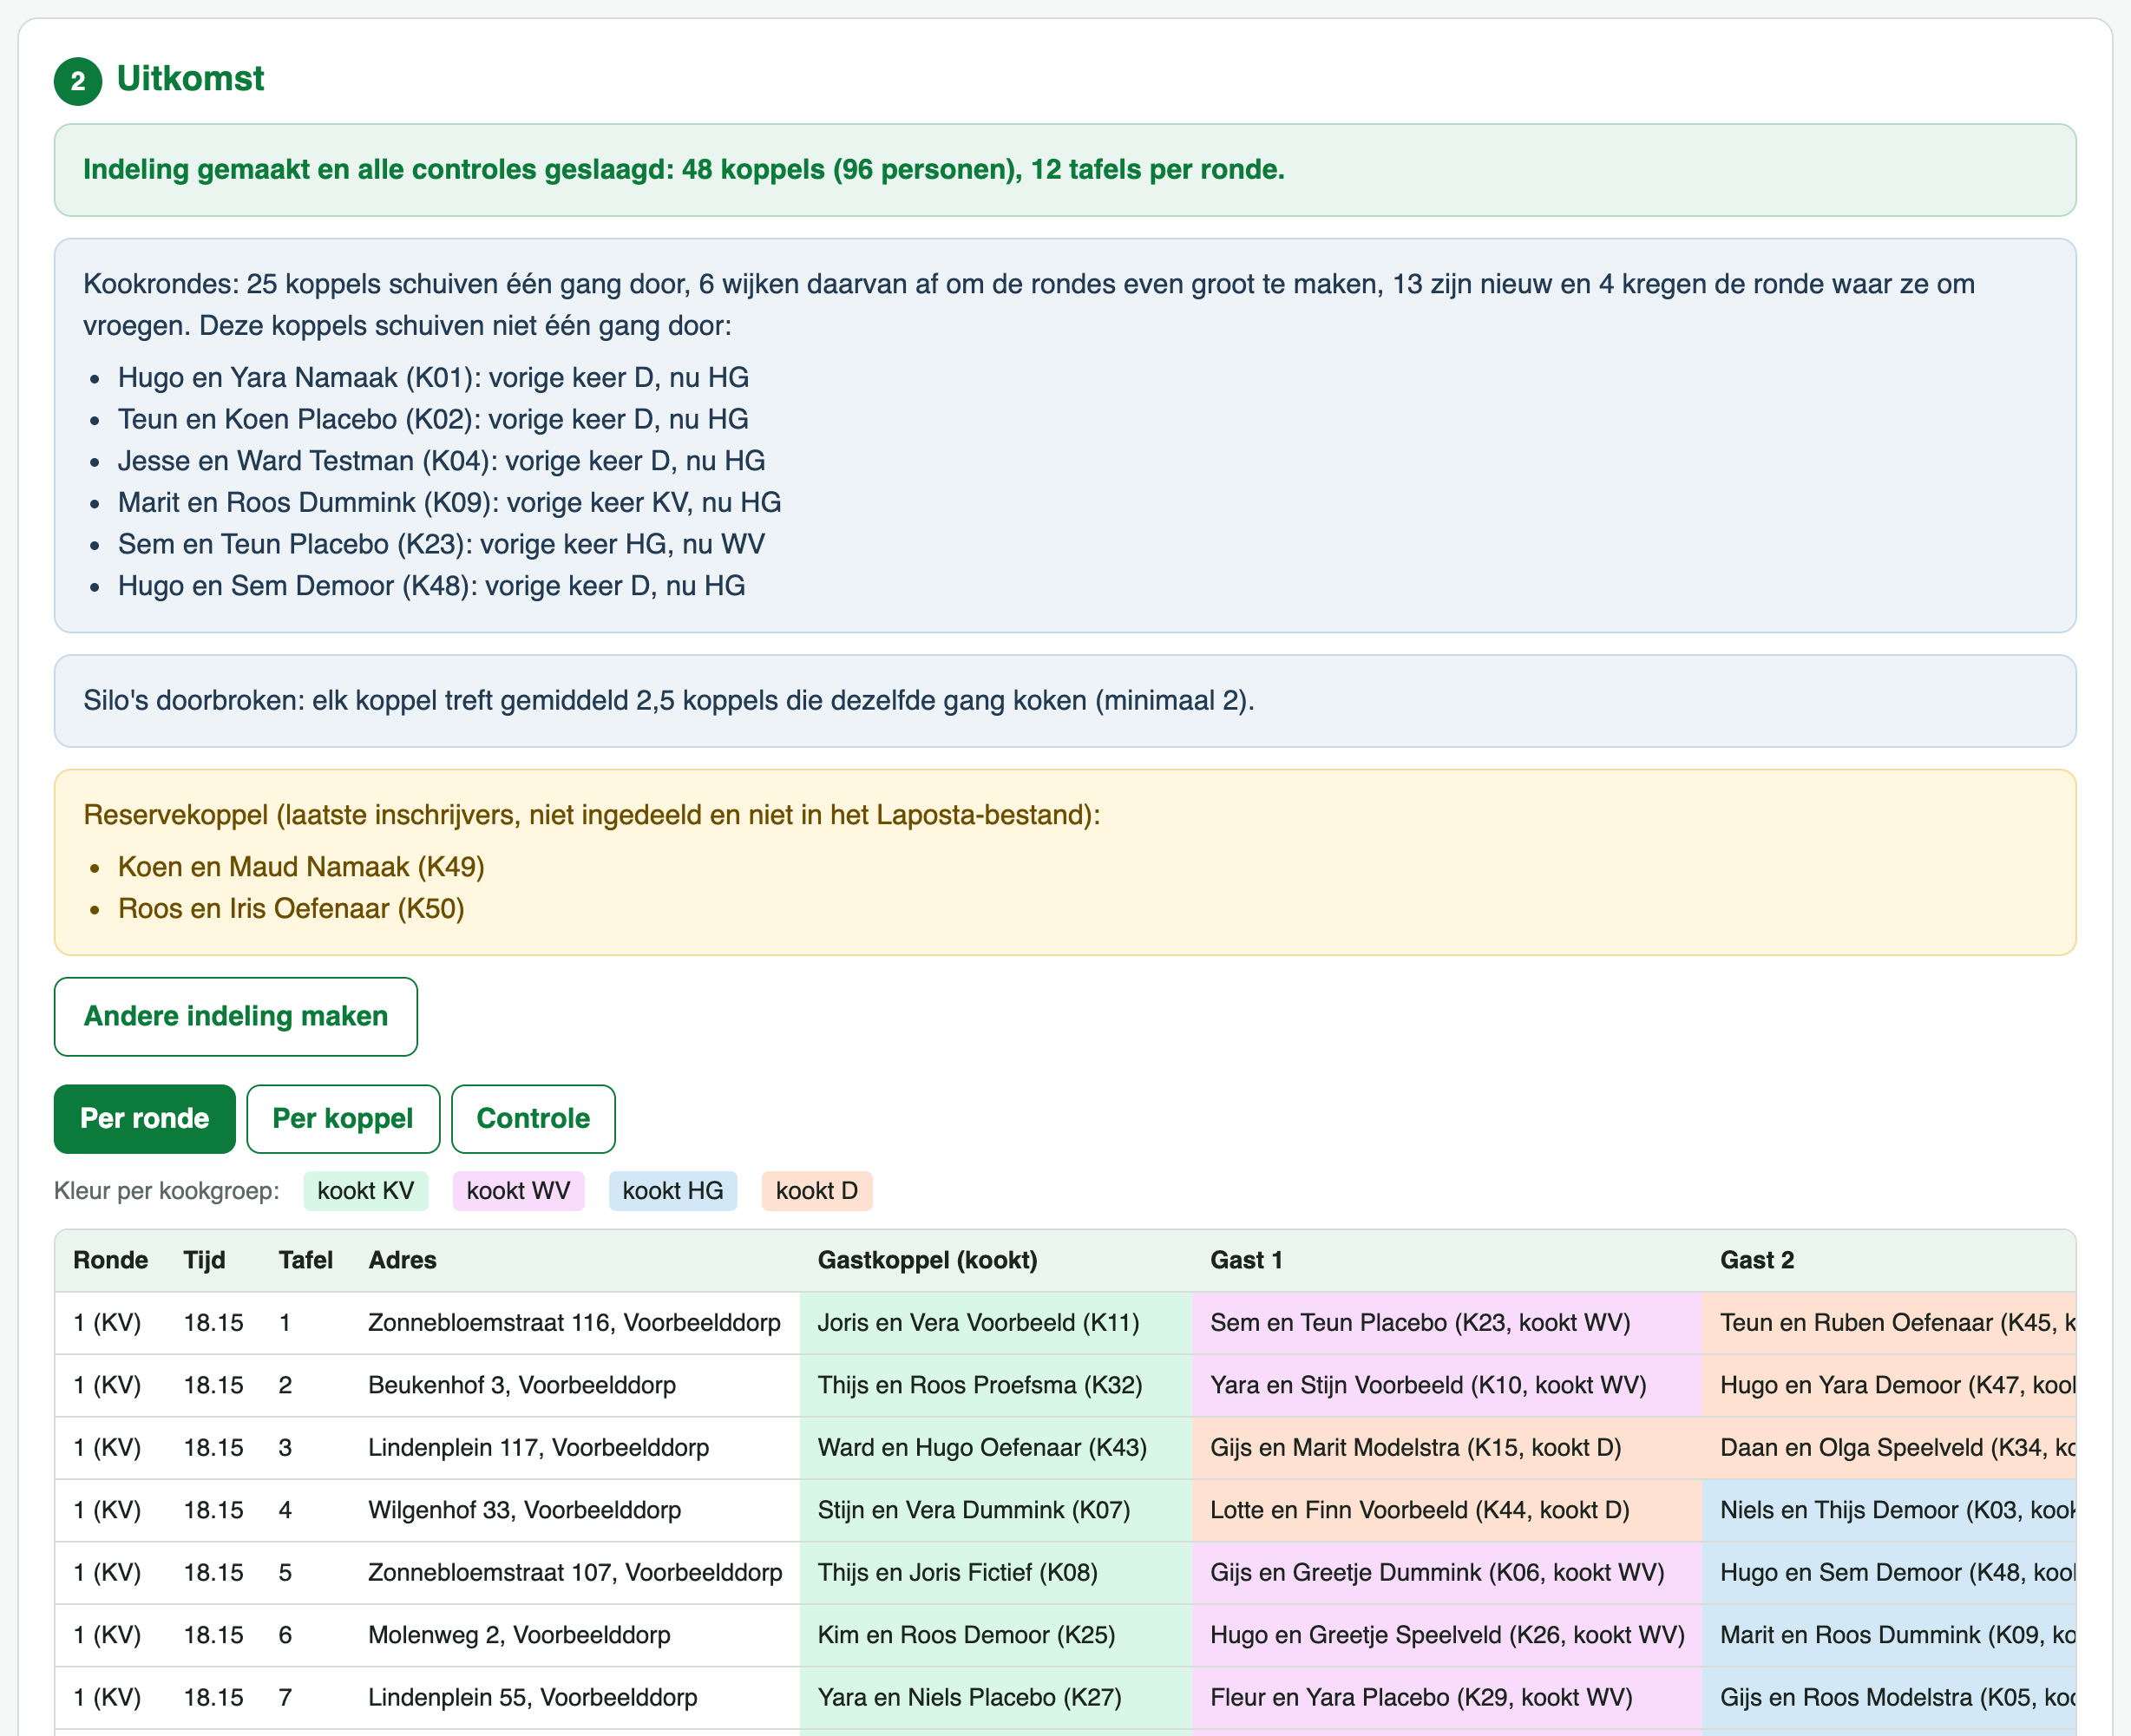 2 Uitkomst
Indeling gemaakt en alle controles geslaagd: 48 koppels (96 personen), 12 tafels per ronde.
Kookrondes: 25 koppels schuiven één gang door, 6 wijken daarvan af om de rondes even groot te maken, 13 zijn nieuw en 4 kregen de ronde waar ze om
vroegen. Deze koppels schuiven niet één gang door:
• Hugo en Yara Namaak (K01): vorige keer D, nu HG
• Teun en Koen Placebo (K02): vorige keer D, nu HG
• Jesse en Ward Testman (K04): vorige keer D, nu HG
• Marit en Roos Dummink (K09): vorige keer KV, nu HG
• Sem en Teun Placebo (K23): vorige keer HG, nu WV
• Hugo en Sem Demoor (K48): vorige keer D, nu HG
Silo's doorbroken: elk koppel treft gemiddeld 2,5 koppels die dezelfde gang koken (minimaal 2).
Reservekoppel (laatste inschrijvers, niet ingedeeld en niet in het Laposta-bestand):
• Koen en Maud Namaak (K49)
• Roos en Iris Oefenaar (K50)
Andere indeling maken
Per ronde Per koppel Controle
Kleur per kookgroep: kookt KV kookt WV kookt HG kookt D
Ronde Tijd Tafel Adres Gastkoppel (kookt) Gast 1 Gast 2
1 (KV) 18.15 1 Zonnebloemstraat 116, Voorbeelddorp Joris en Vera Voorbeeld (K11) Sem en Teun Placebo (K23, kookt WV) Teun en Ruben Oefenaar (K45,
1 (KV) 18.15 2 Beukenhof 3, Voorbeelddorp Thijs en Roos Proefsma (K32) Yara en Stijn Voorbeeld (K10, kookt WV) Hugo en Yara Demoor (K47,
1 (KV) 18.15 3 Lindenplein 117, Voorbeelddorp Ward en Hugo Oefenaar (K43) Gijs en Marit Modelstra (K15, kookt D) Daan en Olga Speelveld (K34,
1 (KV) 18.15 4 Wilgenhof 33, Voorbeelddorp Stijn en Vera Dummink (K07) Lotte en Finn Voorbeeld (K44, kookt D) Niels en Thijs Demoor (K03,
1 (KV) 18.15 5 Zonnebloemstraat 107, Voorbeelddorp Thijs en Joris Fictief (K08) Gijs en Greetje Dummink (K06, kookt WV) Hugo en Sem Demoor (K48,
1 (KV) 18.15 6 Molenweg 2, Voorbeelddorp Kim en Roos Demoor (K25) Hugo en Greetje Speelveld (K26, kookt WV) Marit en Roos Dummink (K09,
1 (KV) 18.15 7 Lindenplein 55, Voorbeelddorp Yara en Niels Placebo (K27) Fleur en Yara Placebo (K29, kookt WV) Gijs en Roos Modelstra (K05,